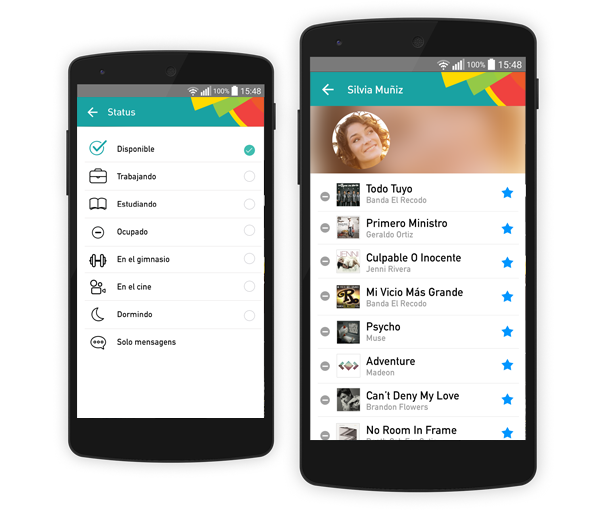 100% 15:48
Status
Disponible
Trabajando
Estudiando
Ocupado
En el gimnasio
En el cine
Dormindo
Solo mensagens
100% 15:48
Silvia Muñiz
Todo Tuyo
Banda El Recodo
Primero Ministro
Geraldo Ortiz
JENNI
Culpable O Inocente
Jenni Rivera
Mi Vicio Más Grande
Banda El Recodo
Psycho
Muse
Adventure
Madeon
Can't Deny My Love
Brandon Flowers
No Room In Frame